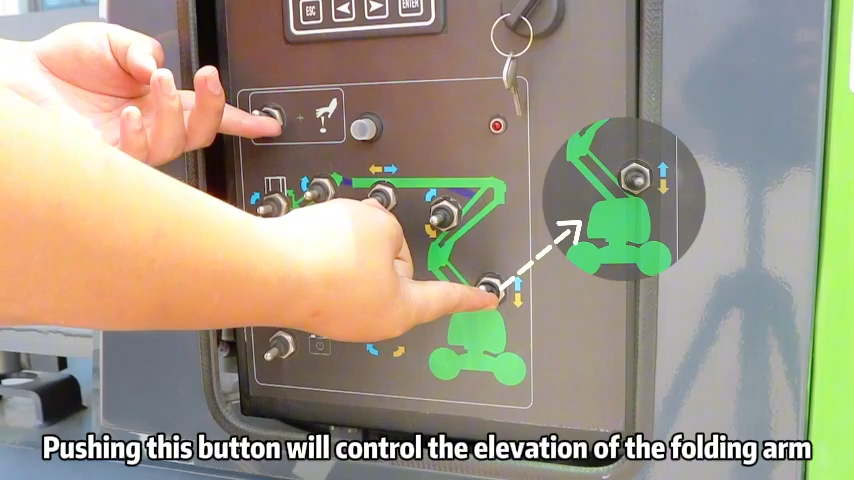 ESC
ENTER
Pushing this button will control the elevation of the folding arm